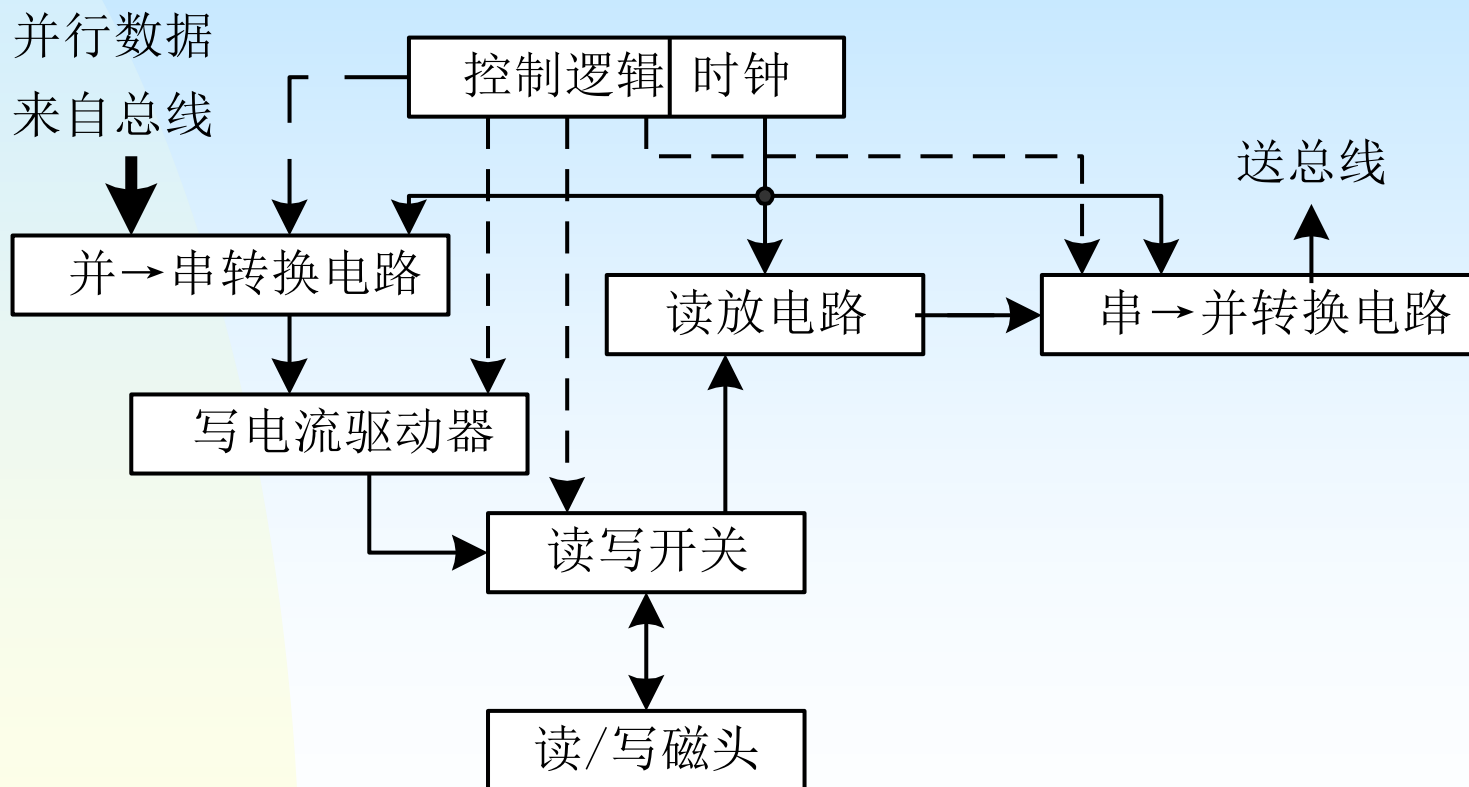 并行数据
来自总线
控制逻辑
时钟
送总线
并→串转换电路
读放电路
串→并转换电路
写电流驱动器
读写开关
读/写磁头